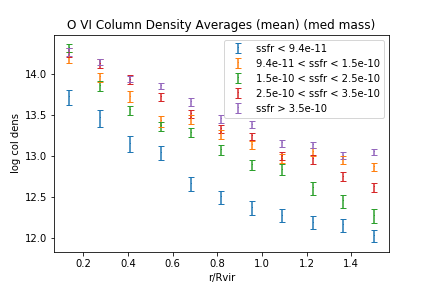 O VI Column Density Averages (mean) (med mass)
ssfr < 9.4e-11
9.4e-11 < ssfr < 1.5e-10
1.5e-10 < ssfr < 2.5e-10
2.5e-10 < ssfr < 3.5e-10
ssfr > 3.5e-10
log col dens
14.0
13.5
13.0
12.5
12.0
0.2 0.4 0.6 0.8 1.0 1.2 1.4
r/Rvir